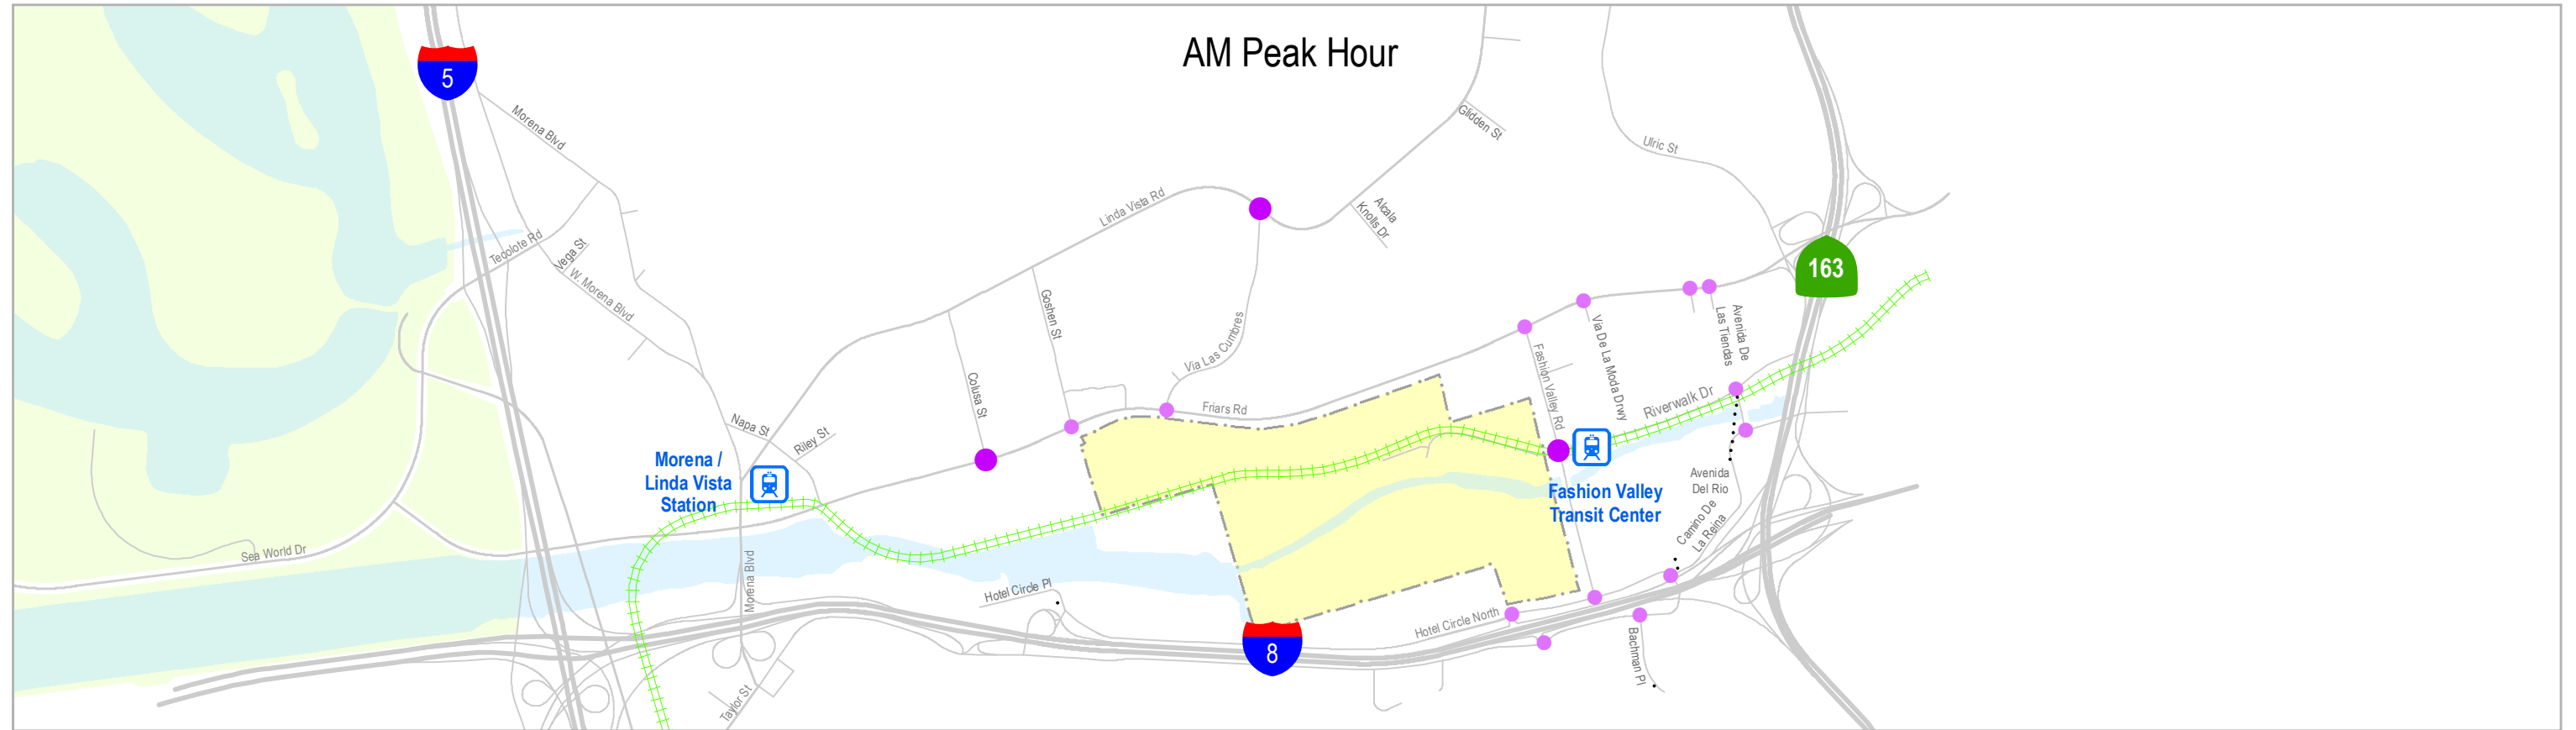 AM Peak Hour
5
Morena Blvd
Glidden St
Ulric St
Linda Vista Rd
Alcala
Knolls Dr
Tecolote Rd
Vega St
W. Morena Blvd
163
Goshen St
Via Las Cumbres
Via De La Moda Drwy
Avenida De
Las Tiendas
Fashion Valley Rd
Colusa St
Friars Rd
Riverwalk Dr
Napa St
Riley St
Morena /
Linda Vista
Station
Fashion Valley
Transit Center
Avenida
Del Rio
Camino De
La Reina
Sea World Dr
Morena Blvd
Hotel Circle Pl
Hotel Circle North
8
Bachman Pl
Taylor St